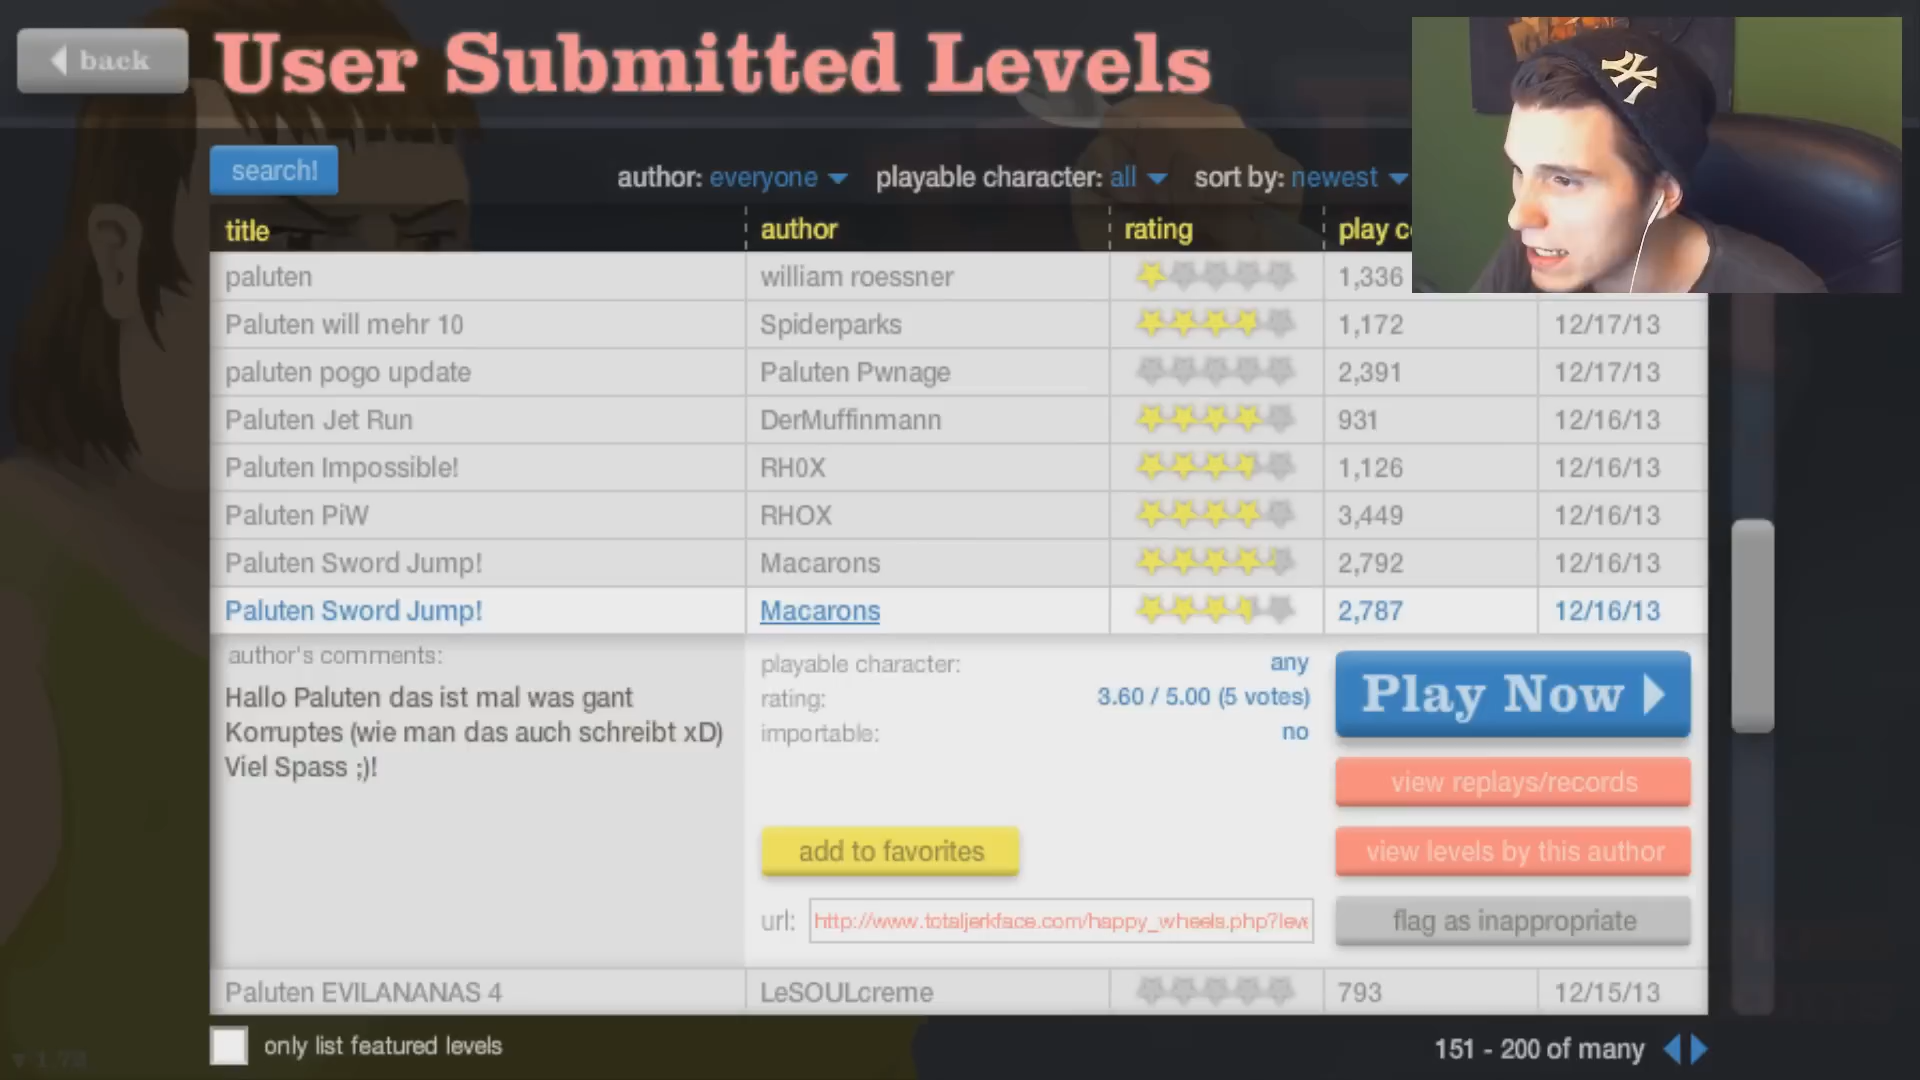 back
User Submitted Levels
search!
author: everyone playable character: all sort by: newest
title author rating play c
paluten william roessner 1,336
Paluten will mehr 10 Spiderparks 1,172 12/17/13
paluten pogo update Paluten Pwnage 2,391 12/17/13
Paluten Jet Run DerMuffinmann 931 12/16/13
Paluten Impossible! RH0X 1,126 12/16/13
Paluten PiW RHOX 3,449 12/16/13
Paluten Sword Jump! Macarons 2,792 12/16/13
Paluten Sword Jump! Macarons 2,787 12/16/13
author's comments:
Hallo Paluten das ist mal was gant
Korruptes (wie man das auch schreibt xD)
Viel Spass ;)!
playable character: any
rating: 3.60 / 5.00 (5 votes)
importable: no
add to favorites
url: http://www.totaljerkface.com/happy_wheels.php?lev
Play Now
view replays/records
view levels by this author
flag as inappropriate
Paluten EVILANANAS 4 LeSOULcreme 793 12/15/13
only list featured levels
151 - 200 of many